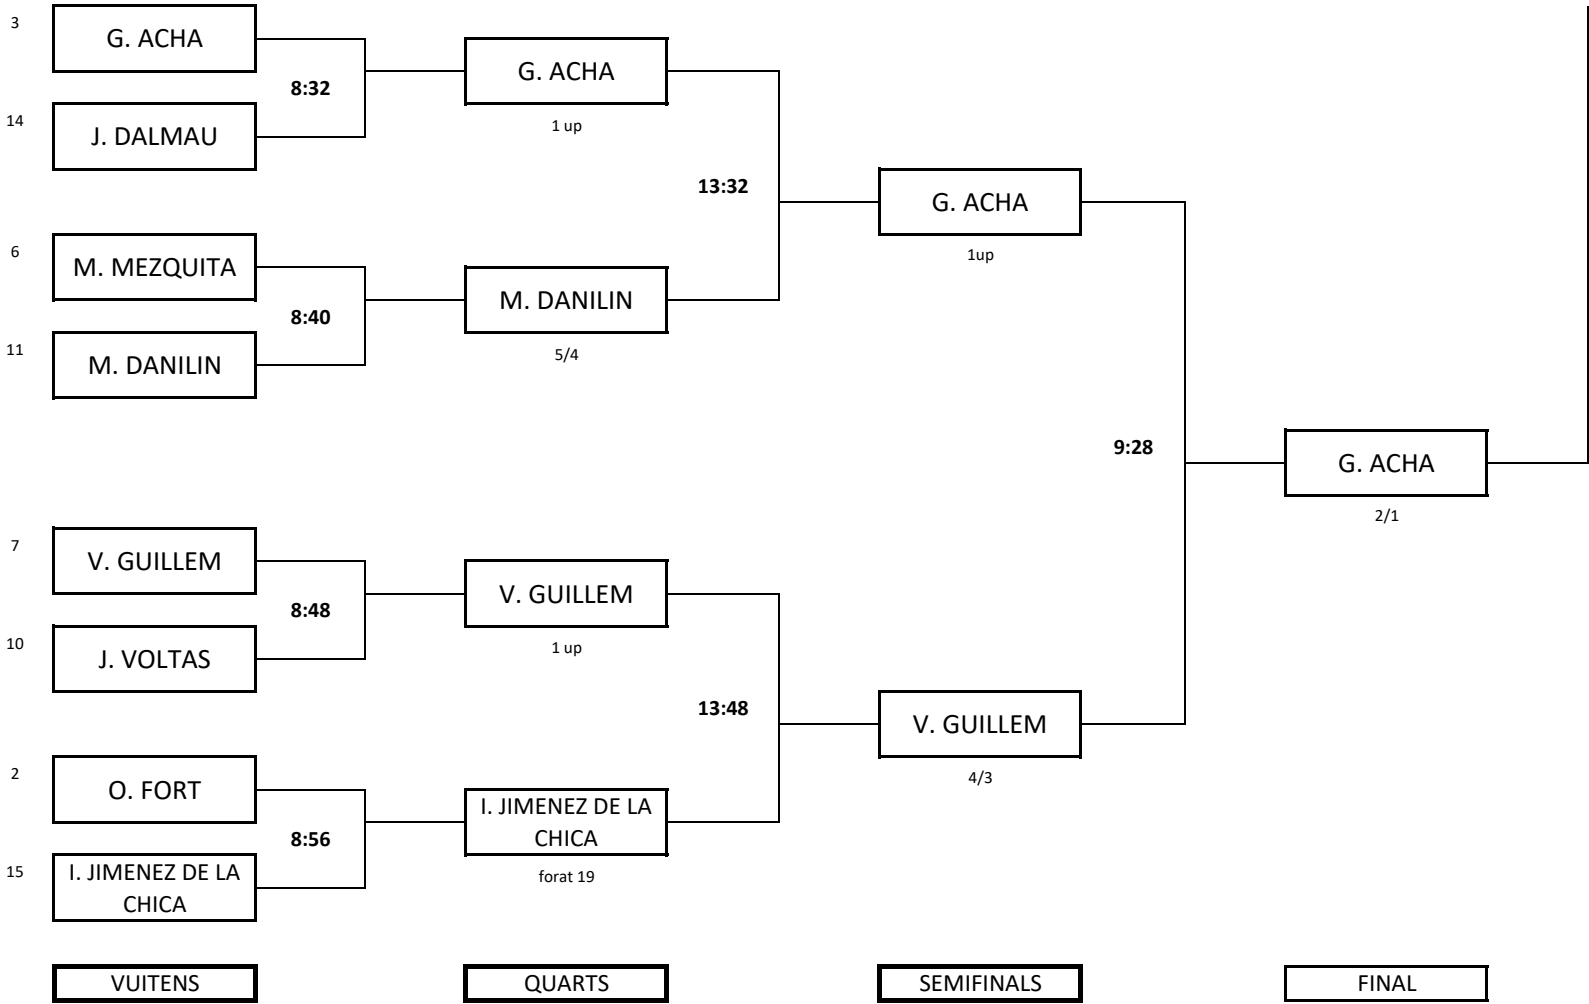 3
G. ACHA
8:32
14
J. DALMAU
6
M. MEZQUITA
8:40
11
M. DANILIN
7
V. GUILLEM
8:48
10
J. VOLTAS
2
O. FORT
8:56
15
I. JIMENEZ DE LA
CHICA
VUITENS
G. ACHA
1 up
13:32
M. DANILIN
5/4
V. GUILLEM
1 up
13:48
I. JIMENEZ DE LA
CHICA
forat 19
QUARTS
G. ACHA
1up
9:28
V. GUILLEM
4/3
SEMIFINALS
G. ACHA
2/1
FINAL